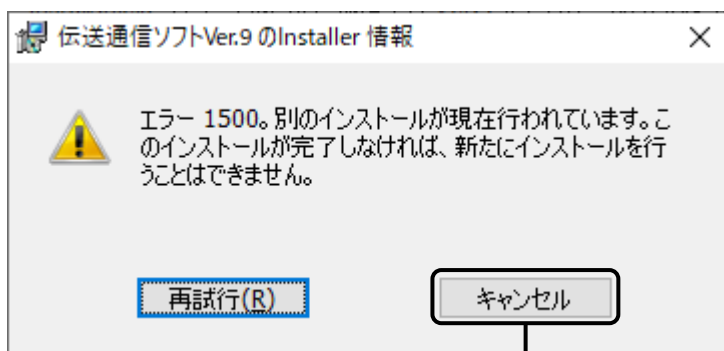 伝送通信ソフトVer.9 のInstaller 情報
エラー 1500。別のインストールが現在行われています。こ
のインストールが完了しなければ、新たにインストールを行
うことはできません。
再試行(R)
キャンセル